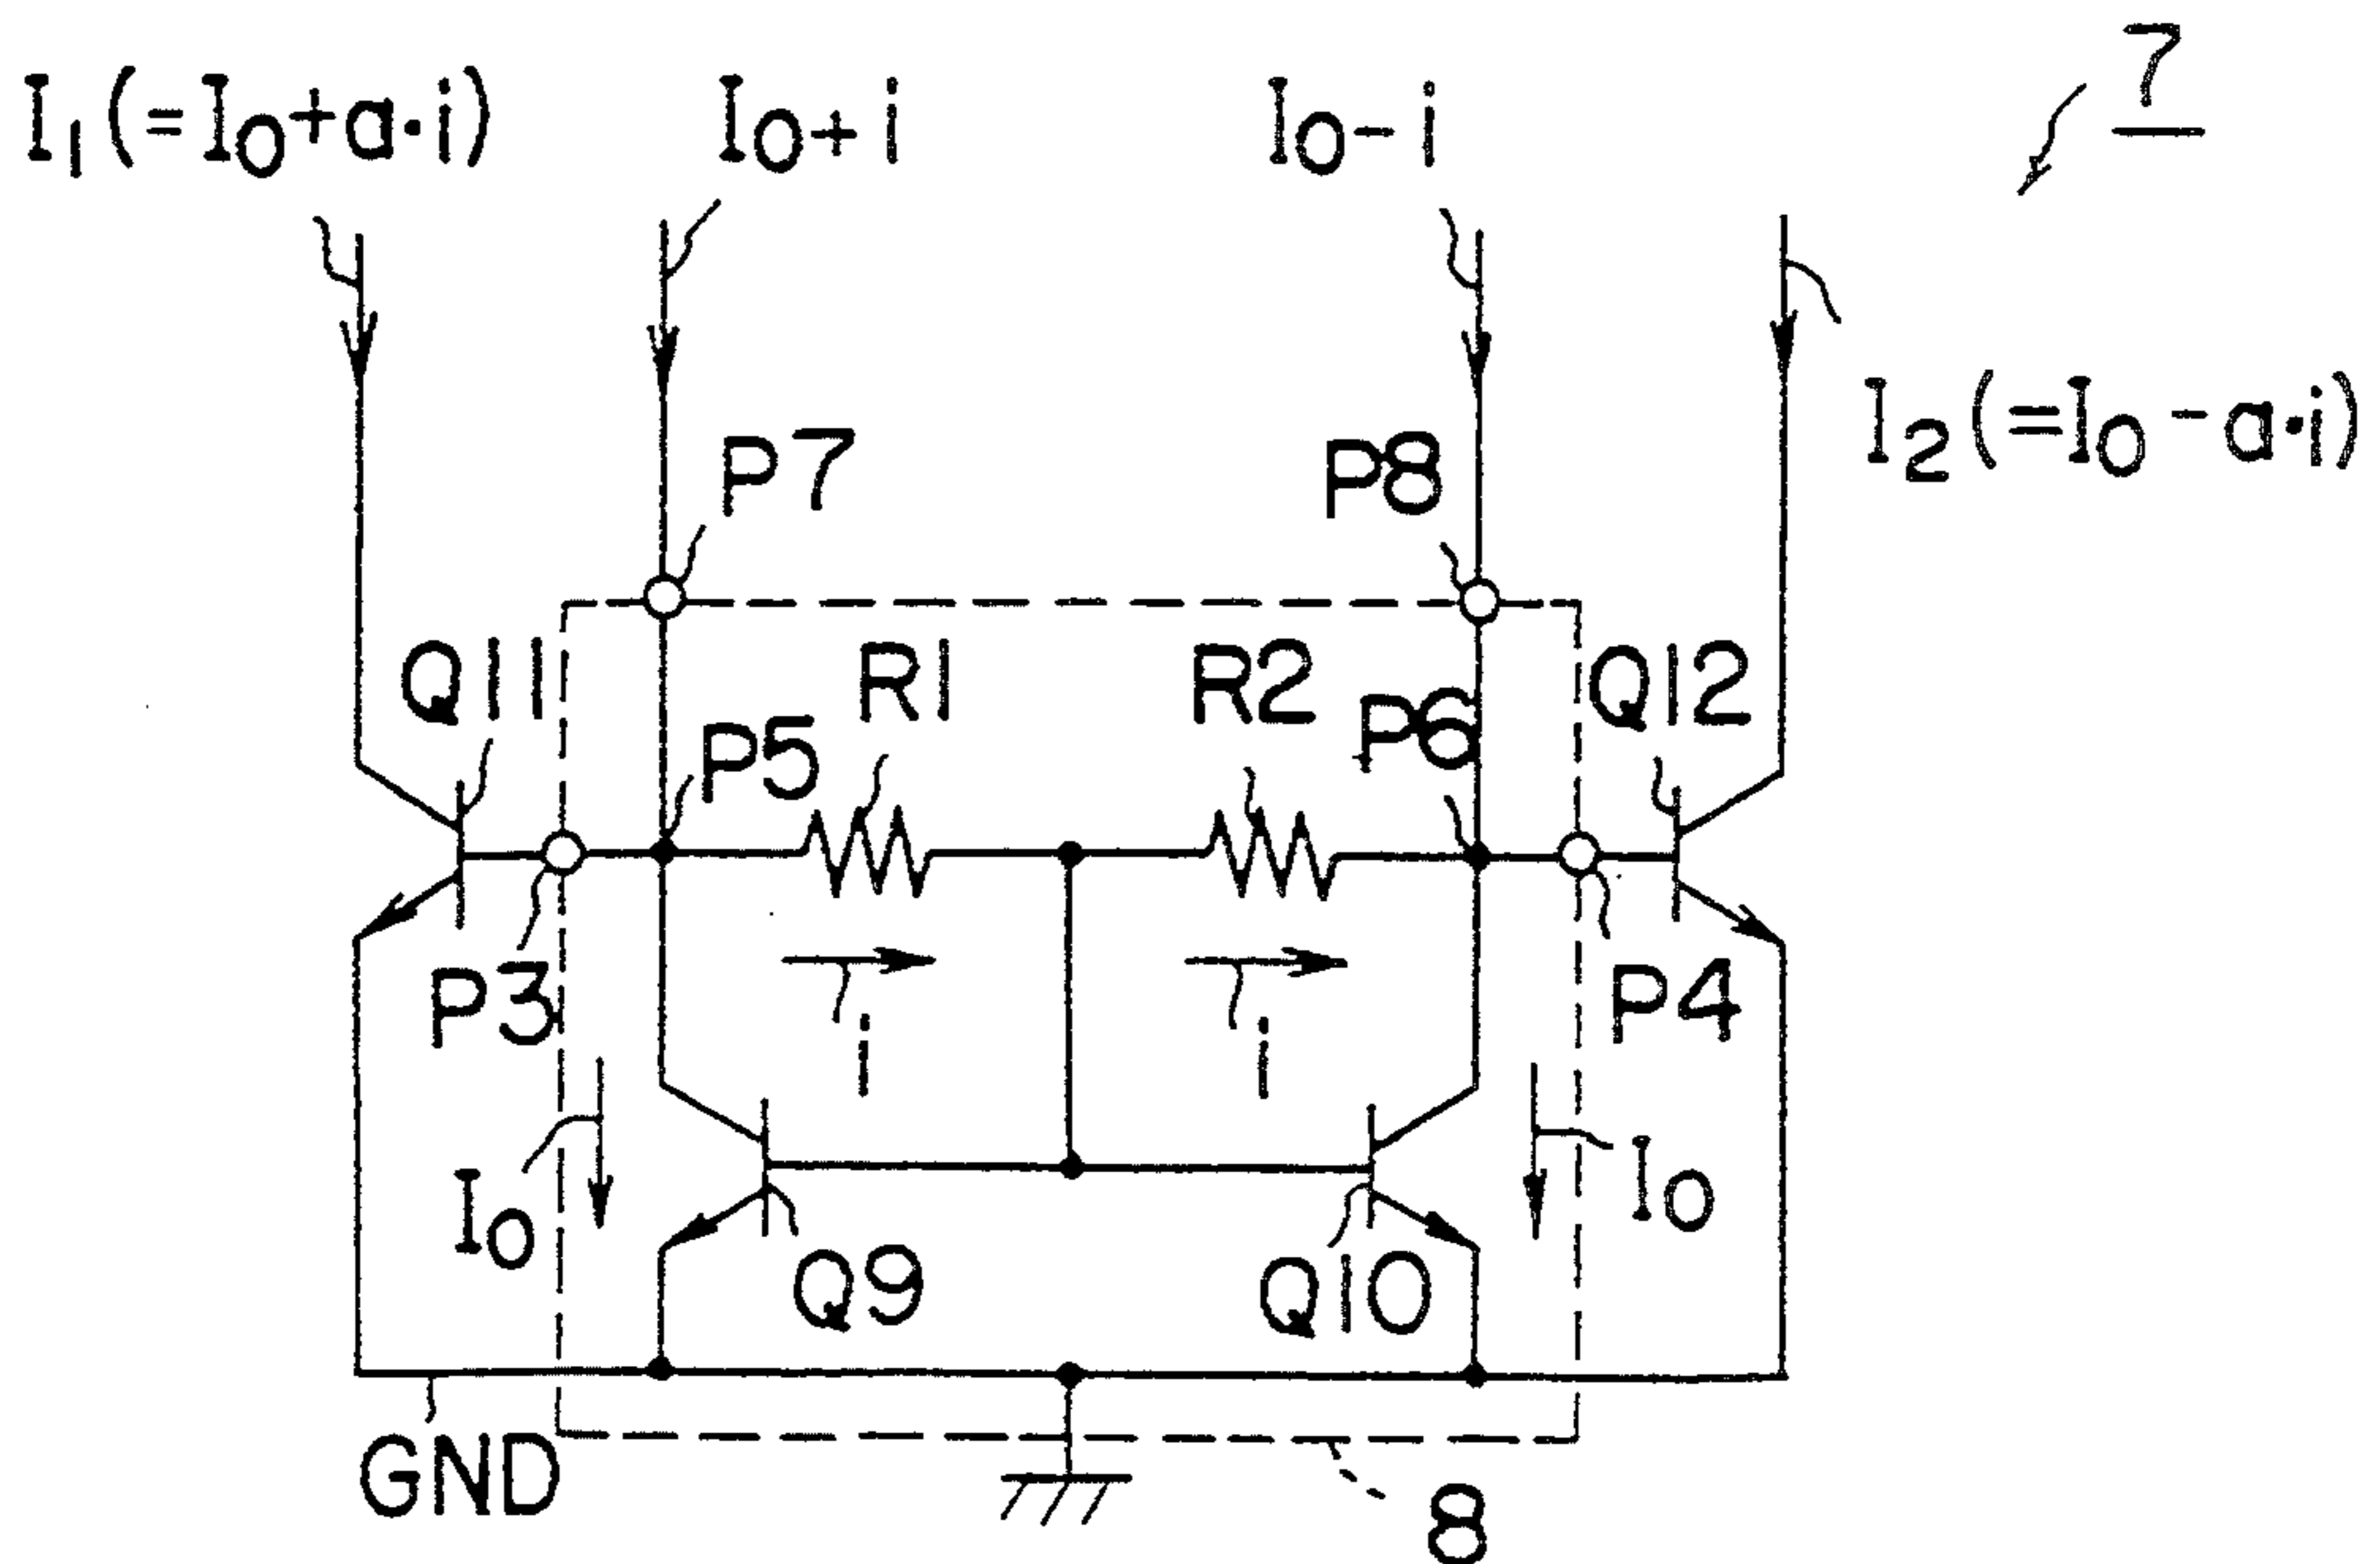 7
I1(=I0+a·i)
I0+i
I0-i
I2(=I0-a·i)
P7
P8
Q11
R1
R2
Q12
P5
P6
P3
i
i
P4
I0
I0
Q9
Q10
GND
8